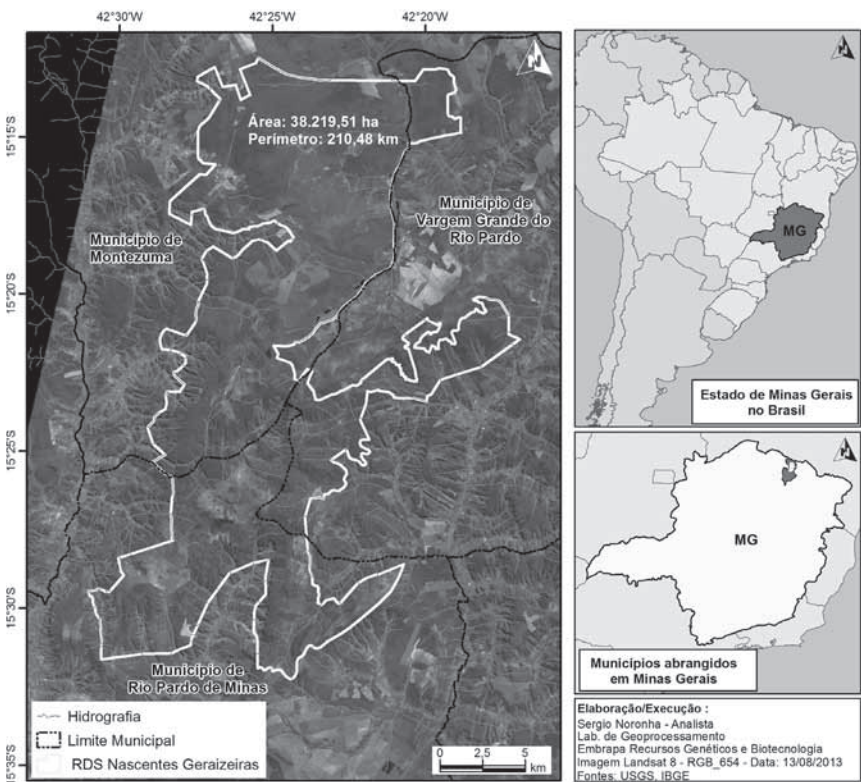 42°30'W
42°25'W
42°20'W
15°15'S
15°20'S
15°25'S
15°30'S
15°35'S
N
Área: 38.219,51 ha
Perímetro: 210,48 km
Município de
Vargem Grande do
Rio Pardo
Município de
Montezuma
Município de
Rio Pardo de Minas
Hidrografia
Limite Municipal
RDS Nascentes Geraizeiras
0 2,5 5
km
N
MG
Estado de Minas Gerais
no Brasil
N
MG
Municípios abrangidos
em Minas Gerais
Elaboração/Execução :
Sergio Noronha - Analista
Lab. de Geoprocessamento
Embrapa Recursos Genéticos e Biotecnologia
Imagem Landsat 8 - RGB_654 - Data: 13/08/2013
Fontes: USGS, IBGE